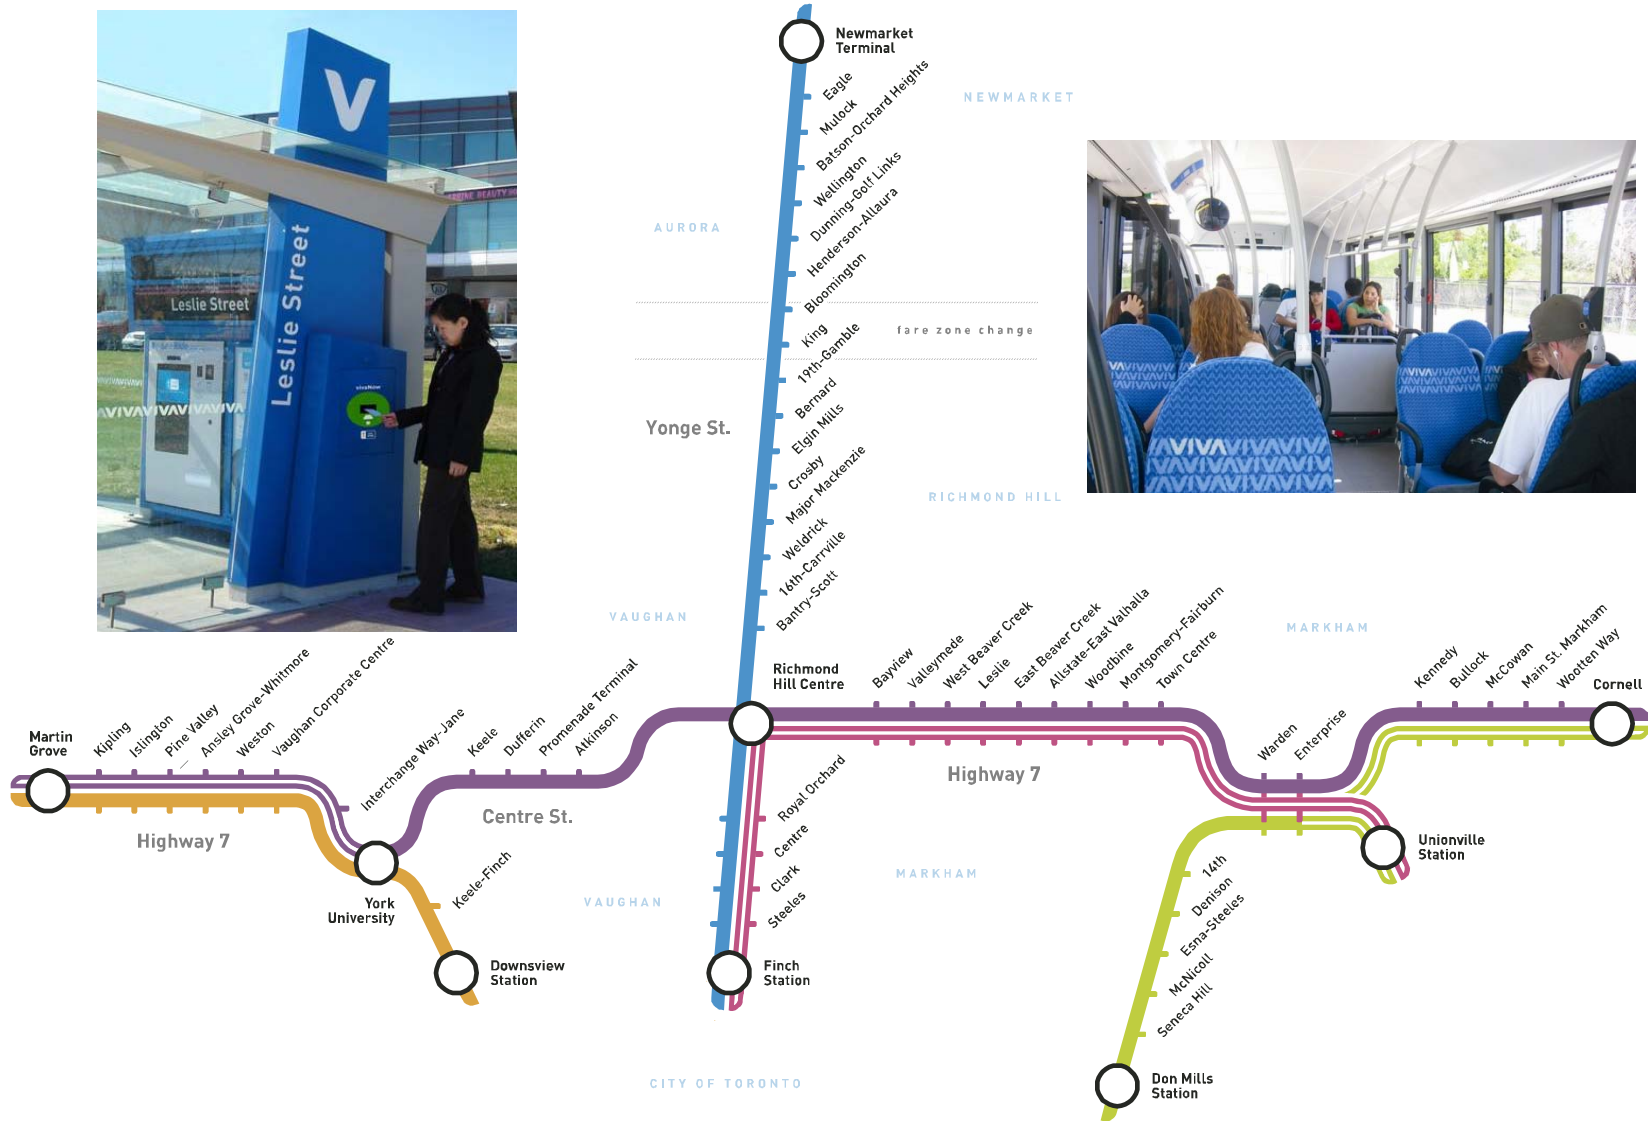 Newmarket
Terminal
Eagle
Mulock
Batson-Orchard Heights
Wellington
Dunning-Golf Links
Henderson-Allaura
Bloomington
King
19th-Gamble
Bernard
Elgin Mills
Crosby
Major Mackenzie
Weldrick
16th-Carrville
Bantry-Scott
NEWMARKET
AURORA
fare zone change
Yonge St.
RICHMOND HILL
VAUGHAN
MARKHAM
V
Leslie Street
Leslie Street
vivaNow
VIVAVIVAVIVA
VIVA
VIVA
Richmond
Hill Centre
Bayview
Valleymede
West Beaver Creek
Leslie
East Beaver Creek
Allstate-East Valhalla
Woodbine
Montgomery-Fairburn
Town Centre
Warden
Enterprise
Kennedy
Bullock
McCowan
Main St. Markham
Wootten Way
Cornell
Martin
Grove
Kipling
Islington
Pine Valley
Ansley Grove-Whitmore
Weston
Vaughan Corporate Centre
Interchange Way-Jane
Keele
Dufferin
Promenade Terminal
Atkinson
Highway 7
Centre St.
Highway 7
York
University
Keele-Finch
Downsview
Station
Royal Orchard
Centre
Clark
Steeles
Finch
Station
VAUGHAN
MARKHAM
Unionville
Station
14th
Denison
Esna-Steeles
McNicoll
Seneca Hill
Don Mills
Station
CITY OF TORONTO